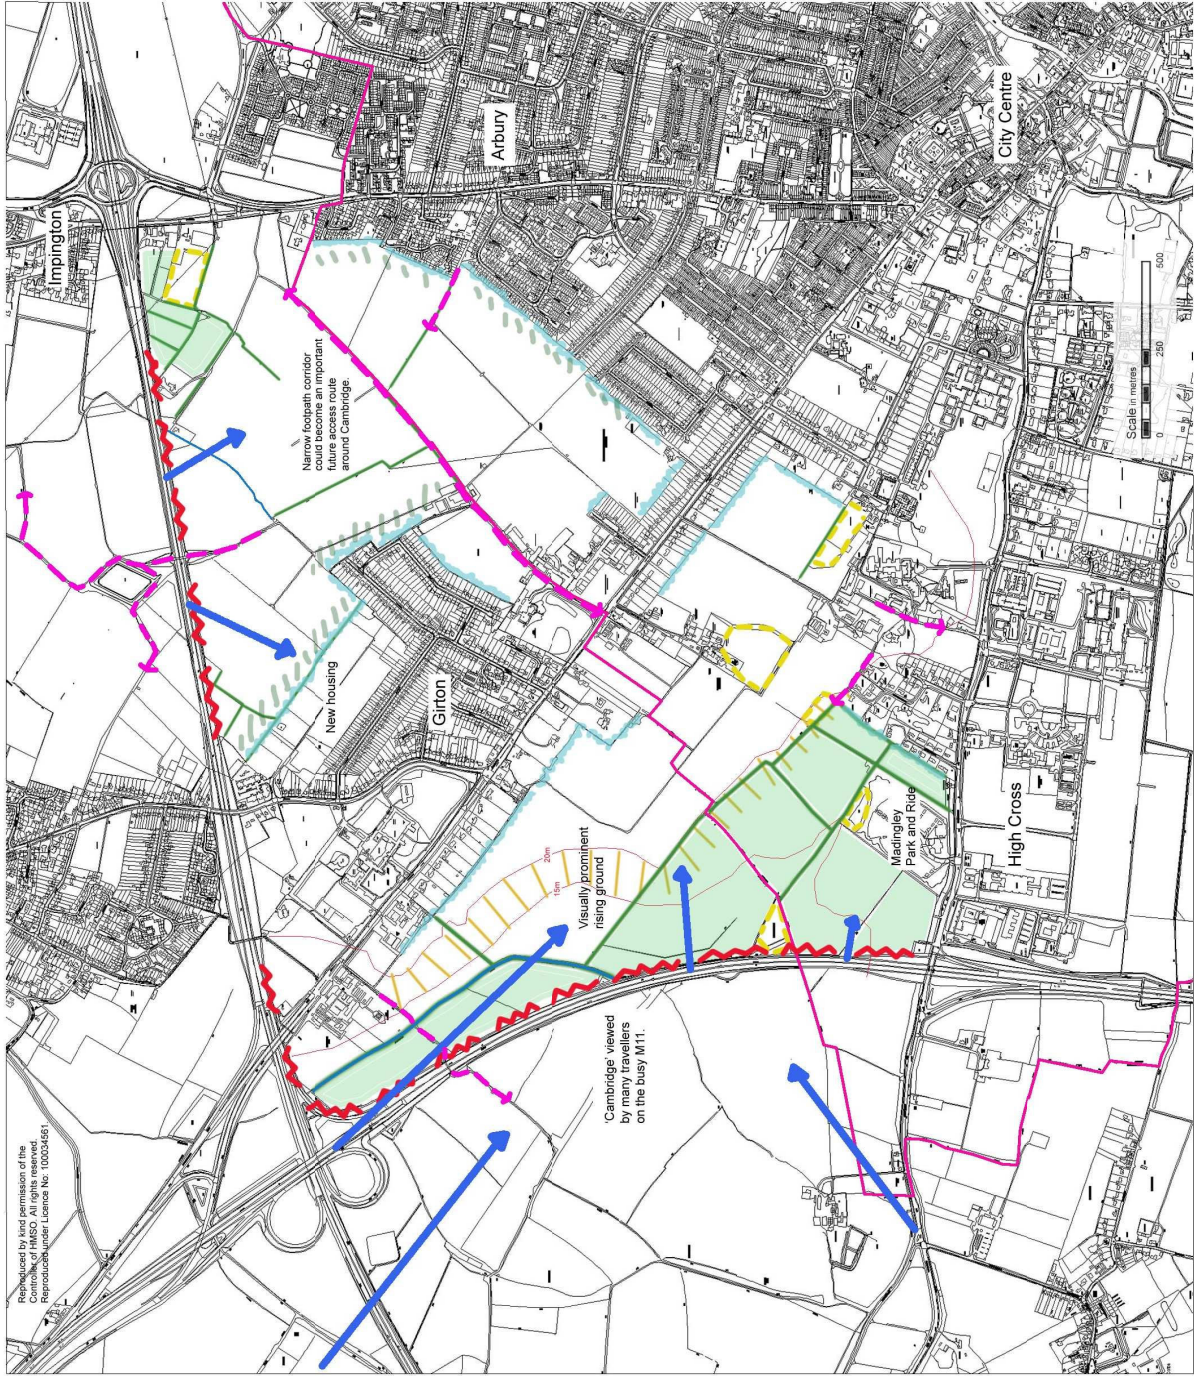 Reproduced by kind permission of the
Controller of HMSO. All rights reserved.
Reproduced under Licence No: 100034561.
Impington
Narrow footpath corridor
could become an important
future access route
around Cambridge.
Arbury
New housing
Girton
City Centre
20m
15m
Visually prominent
rising ground
'Cambridge' viewed
by many travellers
on the busy M11.
Madingley
Park and Ride
High Cross
Scale in metres
0
250
500